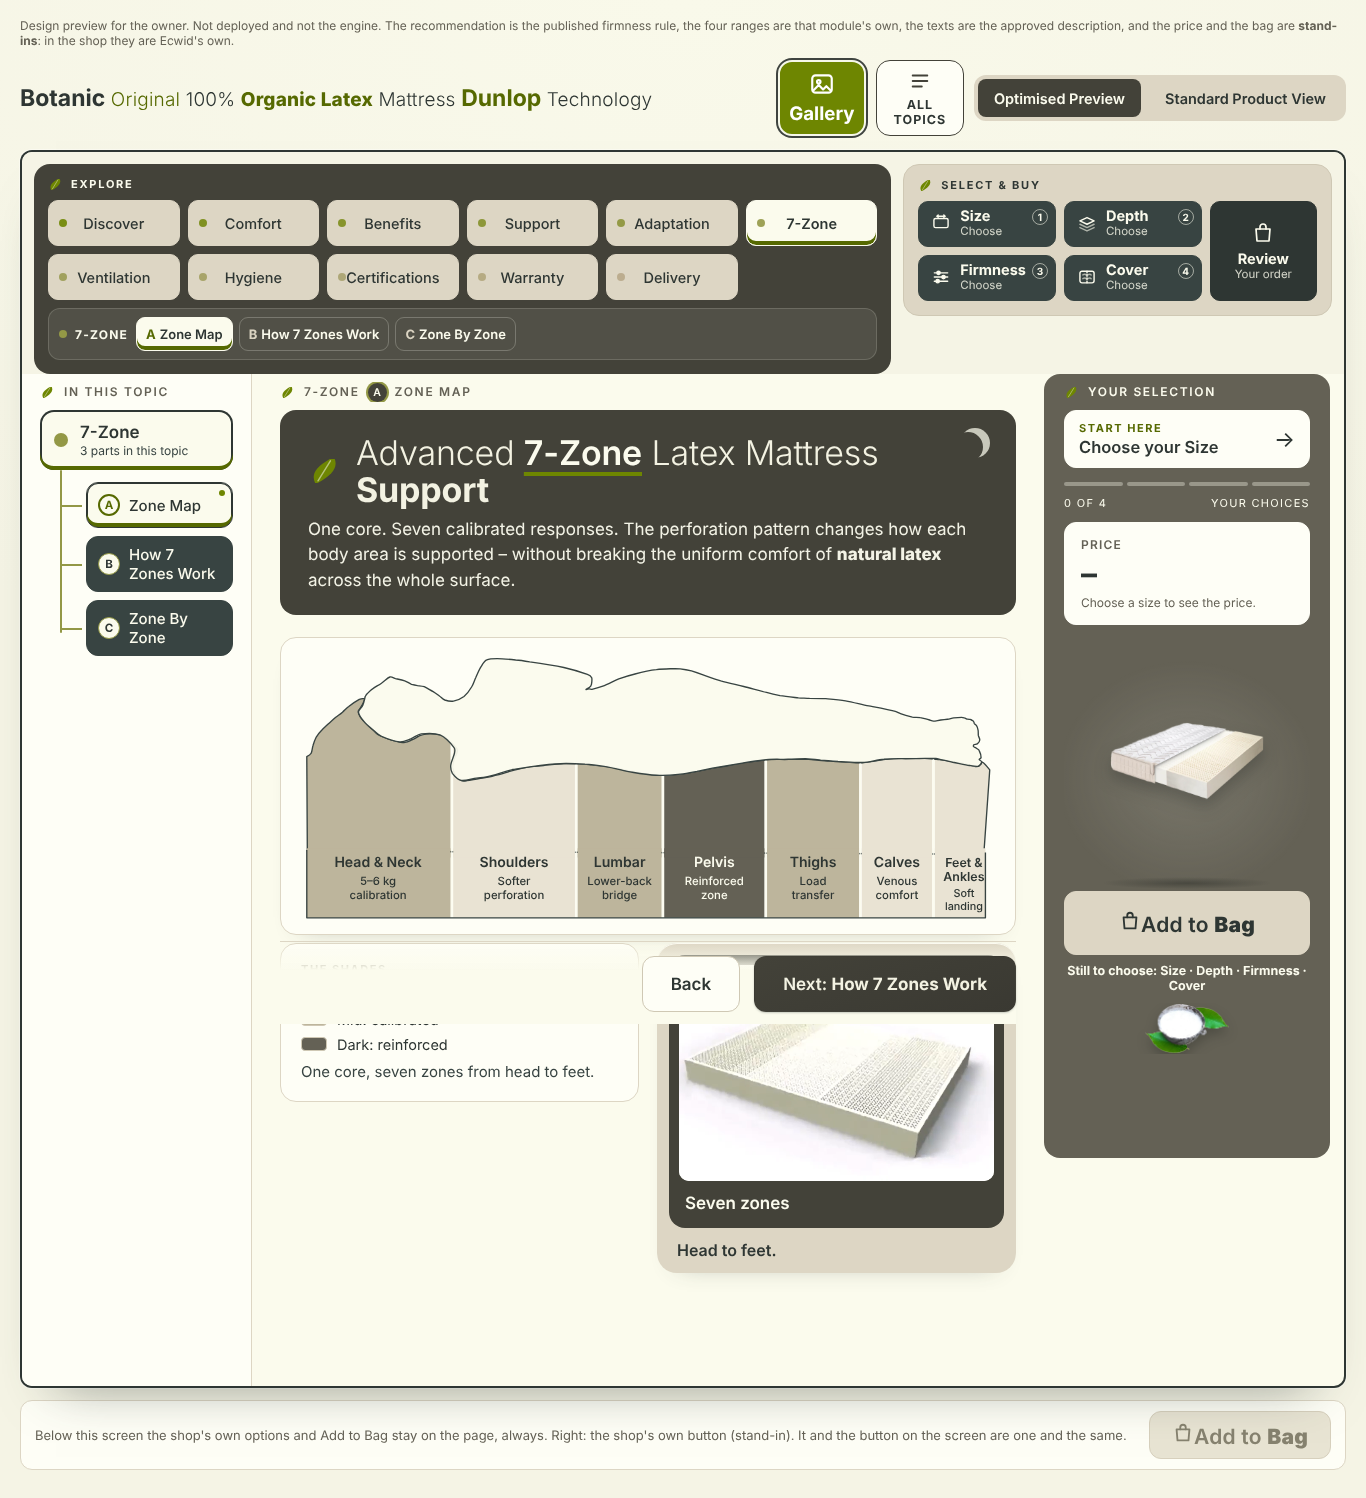 Design preview for the owner. Not deployed and not the engine. The recommendation is the published firmness rule, the four ranges are that module's own, the texts are the approved description, and the price and the bag are stand-
ins: in the shop they are Ecwid's own.
Botanic Original 100% Organic Latex Mattress Dunlop Technology
Gallery
ALL
TOPICS
Optimised Preview
Standard Product View
EXPLORE
Discover
Comfort
Benefits
Support
Adaptation
7-Zone
Ventilation
Hygiene
Certifications
Warranty
Delivery
7-ZONE
A Zone Map
B How 7 Zones Work
C Zone By Zone
SELECT & BUY
Size
Choose
1
Depth
Choose
2
Firmness
Choose
3
Cover
Choose
4
Review
Your order
IN THIS TOPIC
7-Zone
3 parts in this topic
A
Zone Map
B
How 7
Zones Work
C
Zone By
Zone
7-ZONE A ZONE MAP
Advanced 7-Zone Latex Mattress
Support
One core. Seven calibrated responses. The perforation pattern changes how each
body area is supported – without breaking the uniform comfort of natural latex
across the whole surface.
Head & Neck
5–6 kg
calibration
Shoulders
Softer
perforation
Lumbar
Lower-back
bridge
Pelvis
Reinforced
zone
Thighs
Load
transfer
Calves
Venous
comfort
Feet &
Ankles
Soft
landing
THE SHADES
Dark: reinforced
One core, seven zones from head to feet.
Back
Next: How 7 Zones Work
Seven zones
Head to feet.
YOUR SELECTION
START HERE
Choose your Size
0 OF 4
YOUR CHOICES
PRICE
–
Choose a size to see the price.
Add to Bag
Still to choose: Size · Depth · Firmness ·
Cover
Below this screen the shop's own options and Add to Bag stay on the page, always. Right: the shop's own button (stand-in). It and the button on the screen are one and the same.
Add to Bag